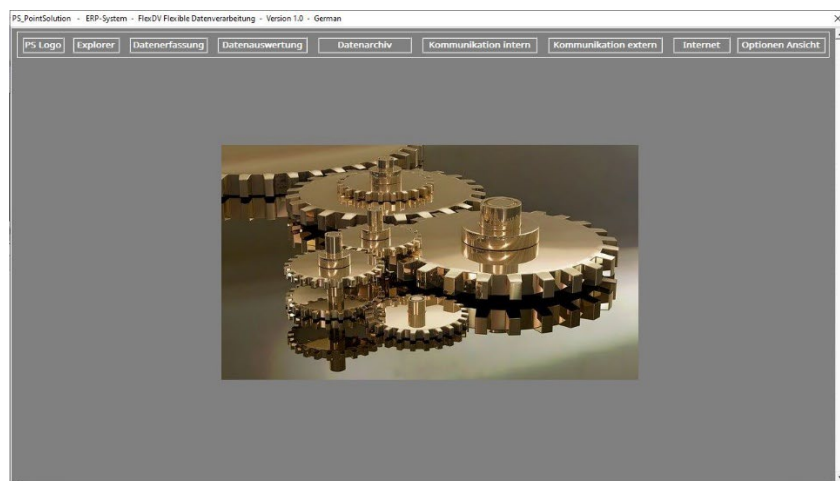 PS_PointSolution - ERP-System - FlexDV Flexible Datenverarbeitung - Version 1.0 - German
PS Logo Explorer Datenerfassung Datenauswertung Datenarchiv Kommunikation intern Kommunikation extern Internet Optionen Ansicht